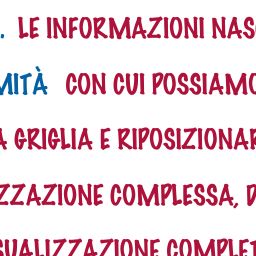 . LE INFORMAZIONI NAS
MITÀ CON CUI POSSIAMO
A GRIGLIA E RIPOSIZIONAR
ZZAZIONE COMPLESSA, D
SUALIZZAZIONE COMPLET